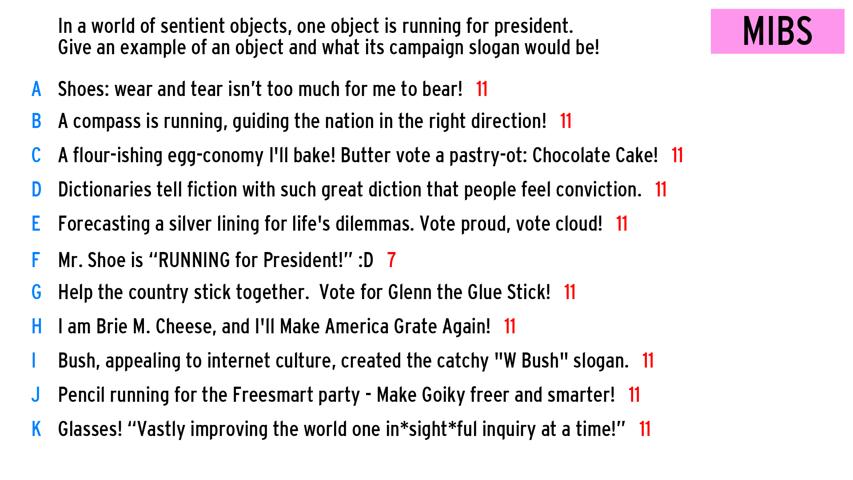 In a world of sentient objects, one object is running for president.
Give an example of an object and what its campaign slogan would be!
MIBS
A Shoes: wear and tear isn't too much for me to bear! 11
B A compass is running, guiding the nation in the right direction! 11
C A flour-ishing egg-conomy I'll bake! Butter vote a pastry-ot: Chocolate Cake! 11
D Dictionaries tell fiction with such great diction that people feel conviction. 11
E Forecasting a silver lining for life's dilemmas. Vote proud, vote cloud! 11
F Mr. Shoe is “RUNNING for President!” :D 7
G Help the country stick together. Vote for Glenn the Glue Stick! 11
H I am Brie M. Cheese, and I'll Make America Grate Again! 11
I Bush, appealing to internet culture, created the catchy "W Bush" slogan. 11
J Pencil running for the Freesmart party - Make Goiky freer and smarter! 11
K Glasses! “Vastly improving the world one in*sight*ful inquiry at a time!” 11